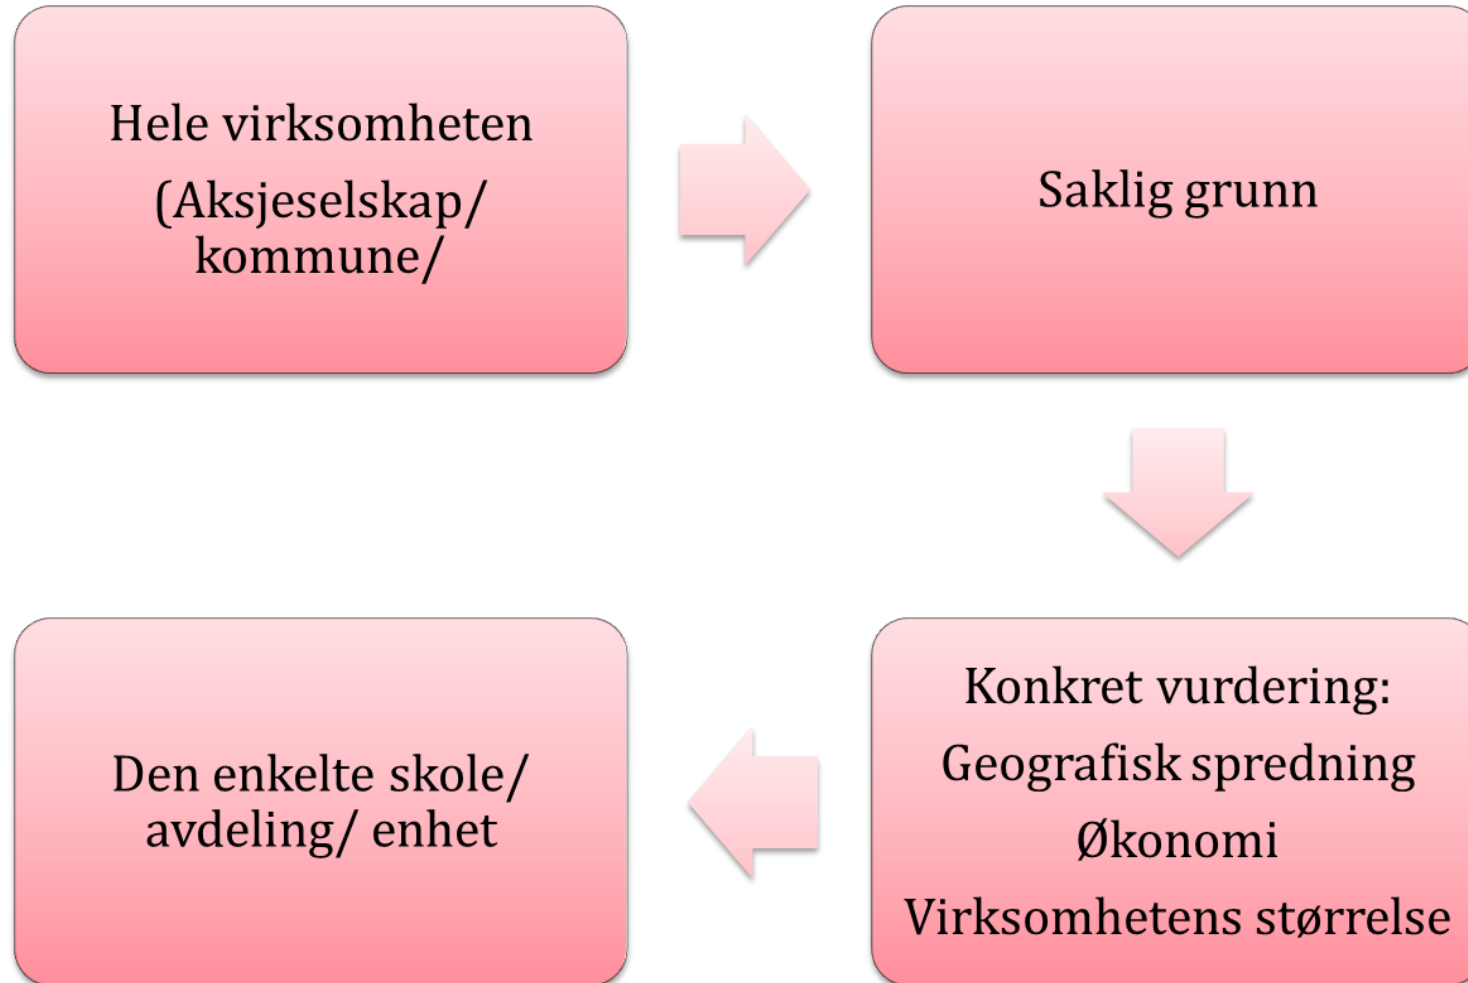 Hele virksomheten
(Aksjeselskap/
kommune/
Saklig grunn
Konkret vurdering:
Geografisk spredning
Økonomi
Virksomhetens størrelse
Den enkelte skole/
avdeling/ enhet